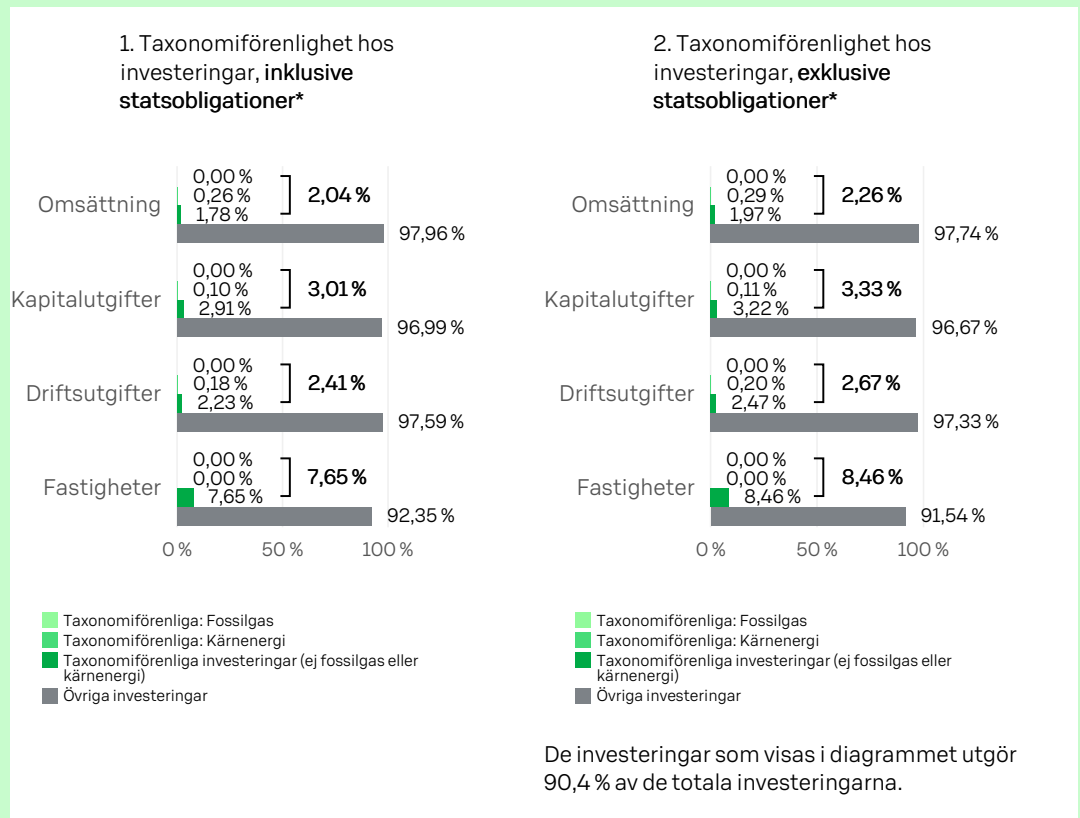 1. Taxonomiförenlighet hos
investeringar, inklusive
statsobligationer*
Omsättning
0,00 %
0,26 %
1,78 %
2,04 %
97,96 %
Kapitalutgifter
0,00 %
0,10 %
2,91 %
3,01 %
96,99 %
Driftsutgifter
0,00 %
0,18 %
2,23 %
2,41 %
97,59 %
Fastigheter
0,00 %
0,00 %
7,65 %
7,65 %
92,35 %
0 % 50 % 100 %
Taxonomiförenliga: Fossilgas
Taxonomiförenliga: Kärnenergi
Taxonomiförenliga investeringar (ej fossilgas eller
kärnenergi)
Övriga investeringar
2. Taxonomiförenlighet hos
investeringar, exklusive
statsobligationer*
Omsättning
0,00 %
0,29 %
1,97 %
2,26 %
97,74 %
Kapitalutgifter
0,00 %
0,11 %
3,22 %
3,33 %
96,67 %
Driftsutgifter
0,00 %
0,20 %
2,47 %
2,67 %
97,33 %
Fastigheter
0,00 %
0,00 %
8,46 %
8,46 %
91,54 %
0 % 50 % 100 %
Taxonomiförenliga: Fossilgas
Taxonomiförenliga: Kärnenergi
Taxonomiförenliga investeringar (ej fossilgas eller
kärnenergi)
Övriga investeringar
De investeringar som visas i diagrammet utgör
90,4 % av de totala investeringarna.